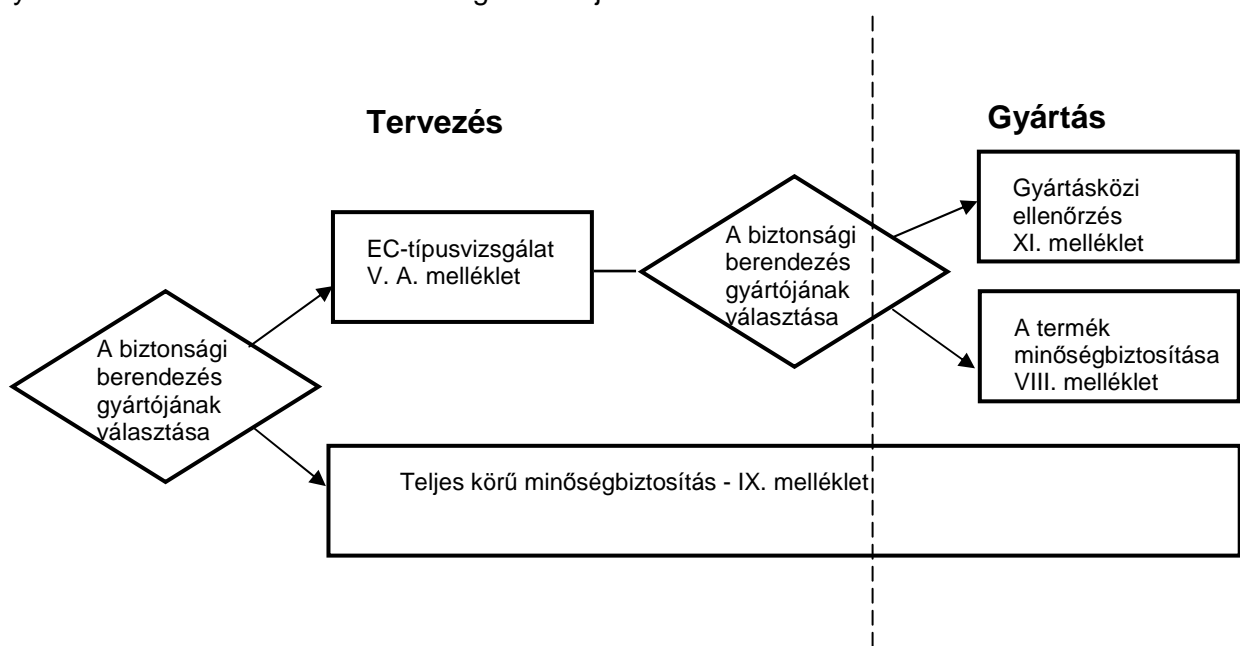 Tervezés
Gyártás
EC-típusvizsgálat
V. A. melléklet
A biztonsági
berendezés
gyártójának
választása
Gyártásközi
ellenőrzés
XI. melléklet
A termék
minőségbiztosítása
VIII. melléklet
A biztonsági
berendezés
gyártójának
választása
Teljes körű minőségbiztosítás - IX. melléklet